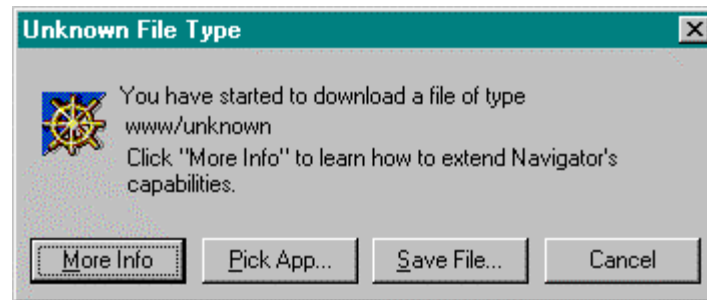 Unknown File Type
You have started to download a file of type
www/unknown
Click "More Info" to learn how to extend Navigator's
capabilities.
More Info
Pick App...
Save File...
Cancel